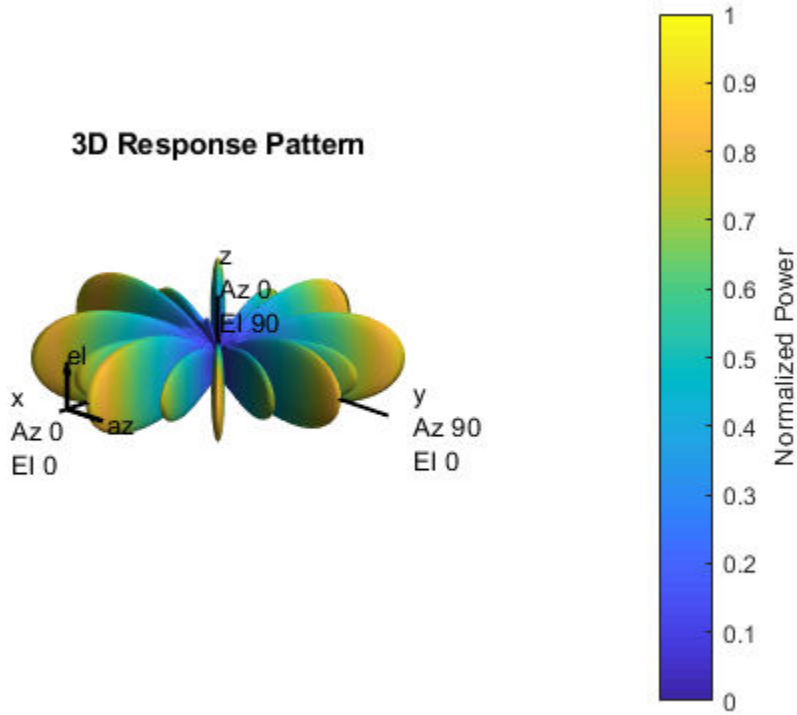 3D Response Pattern
z
Az 0
El 90
el
az
x
Az 0
El 0
y
Az 90
El 0
1
0.9
0.8
0.7
0.6
0.5
0.4
0.3
0.2
0.1
0
Normalized Power